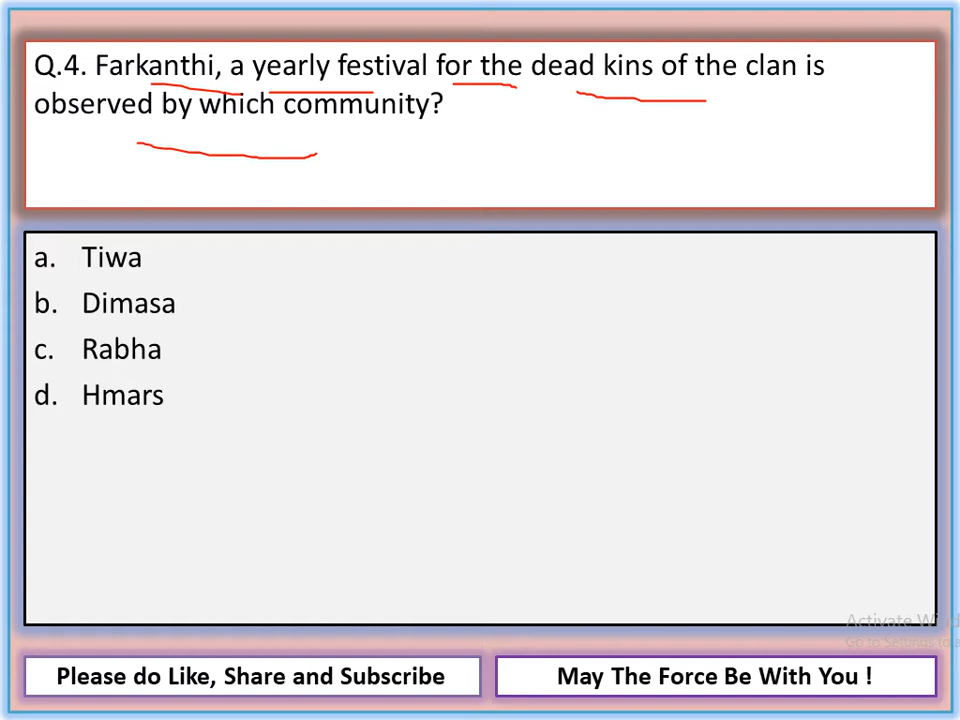 Q.4. Farkanthi, a yearly festival for the dead kins of the clan is
observed by which community?
a. Tiwa
b. Dimasa
c. Rabha
d. Hmars
Please do Like, Share and Subscribe
May The Force Be With You !